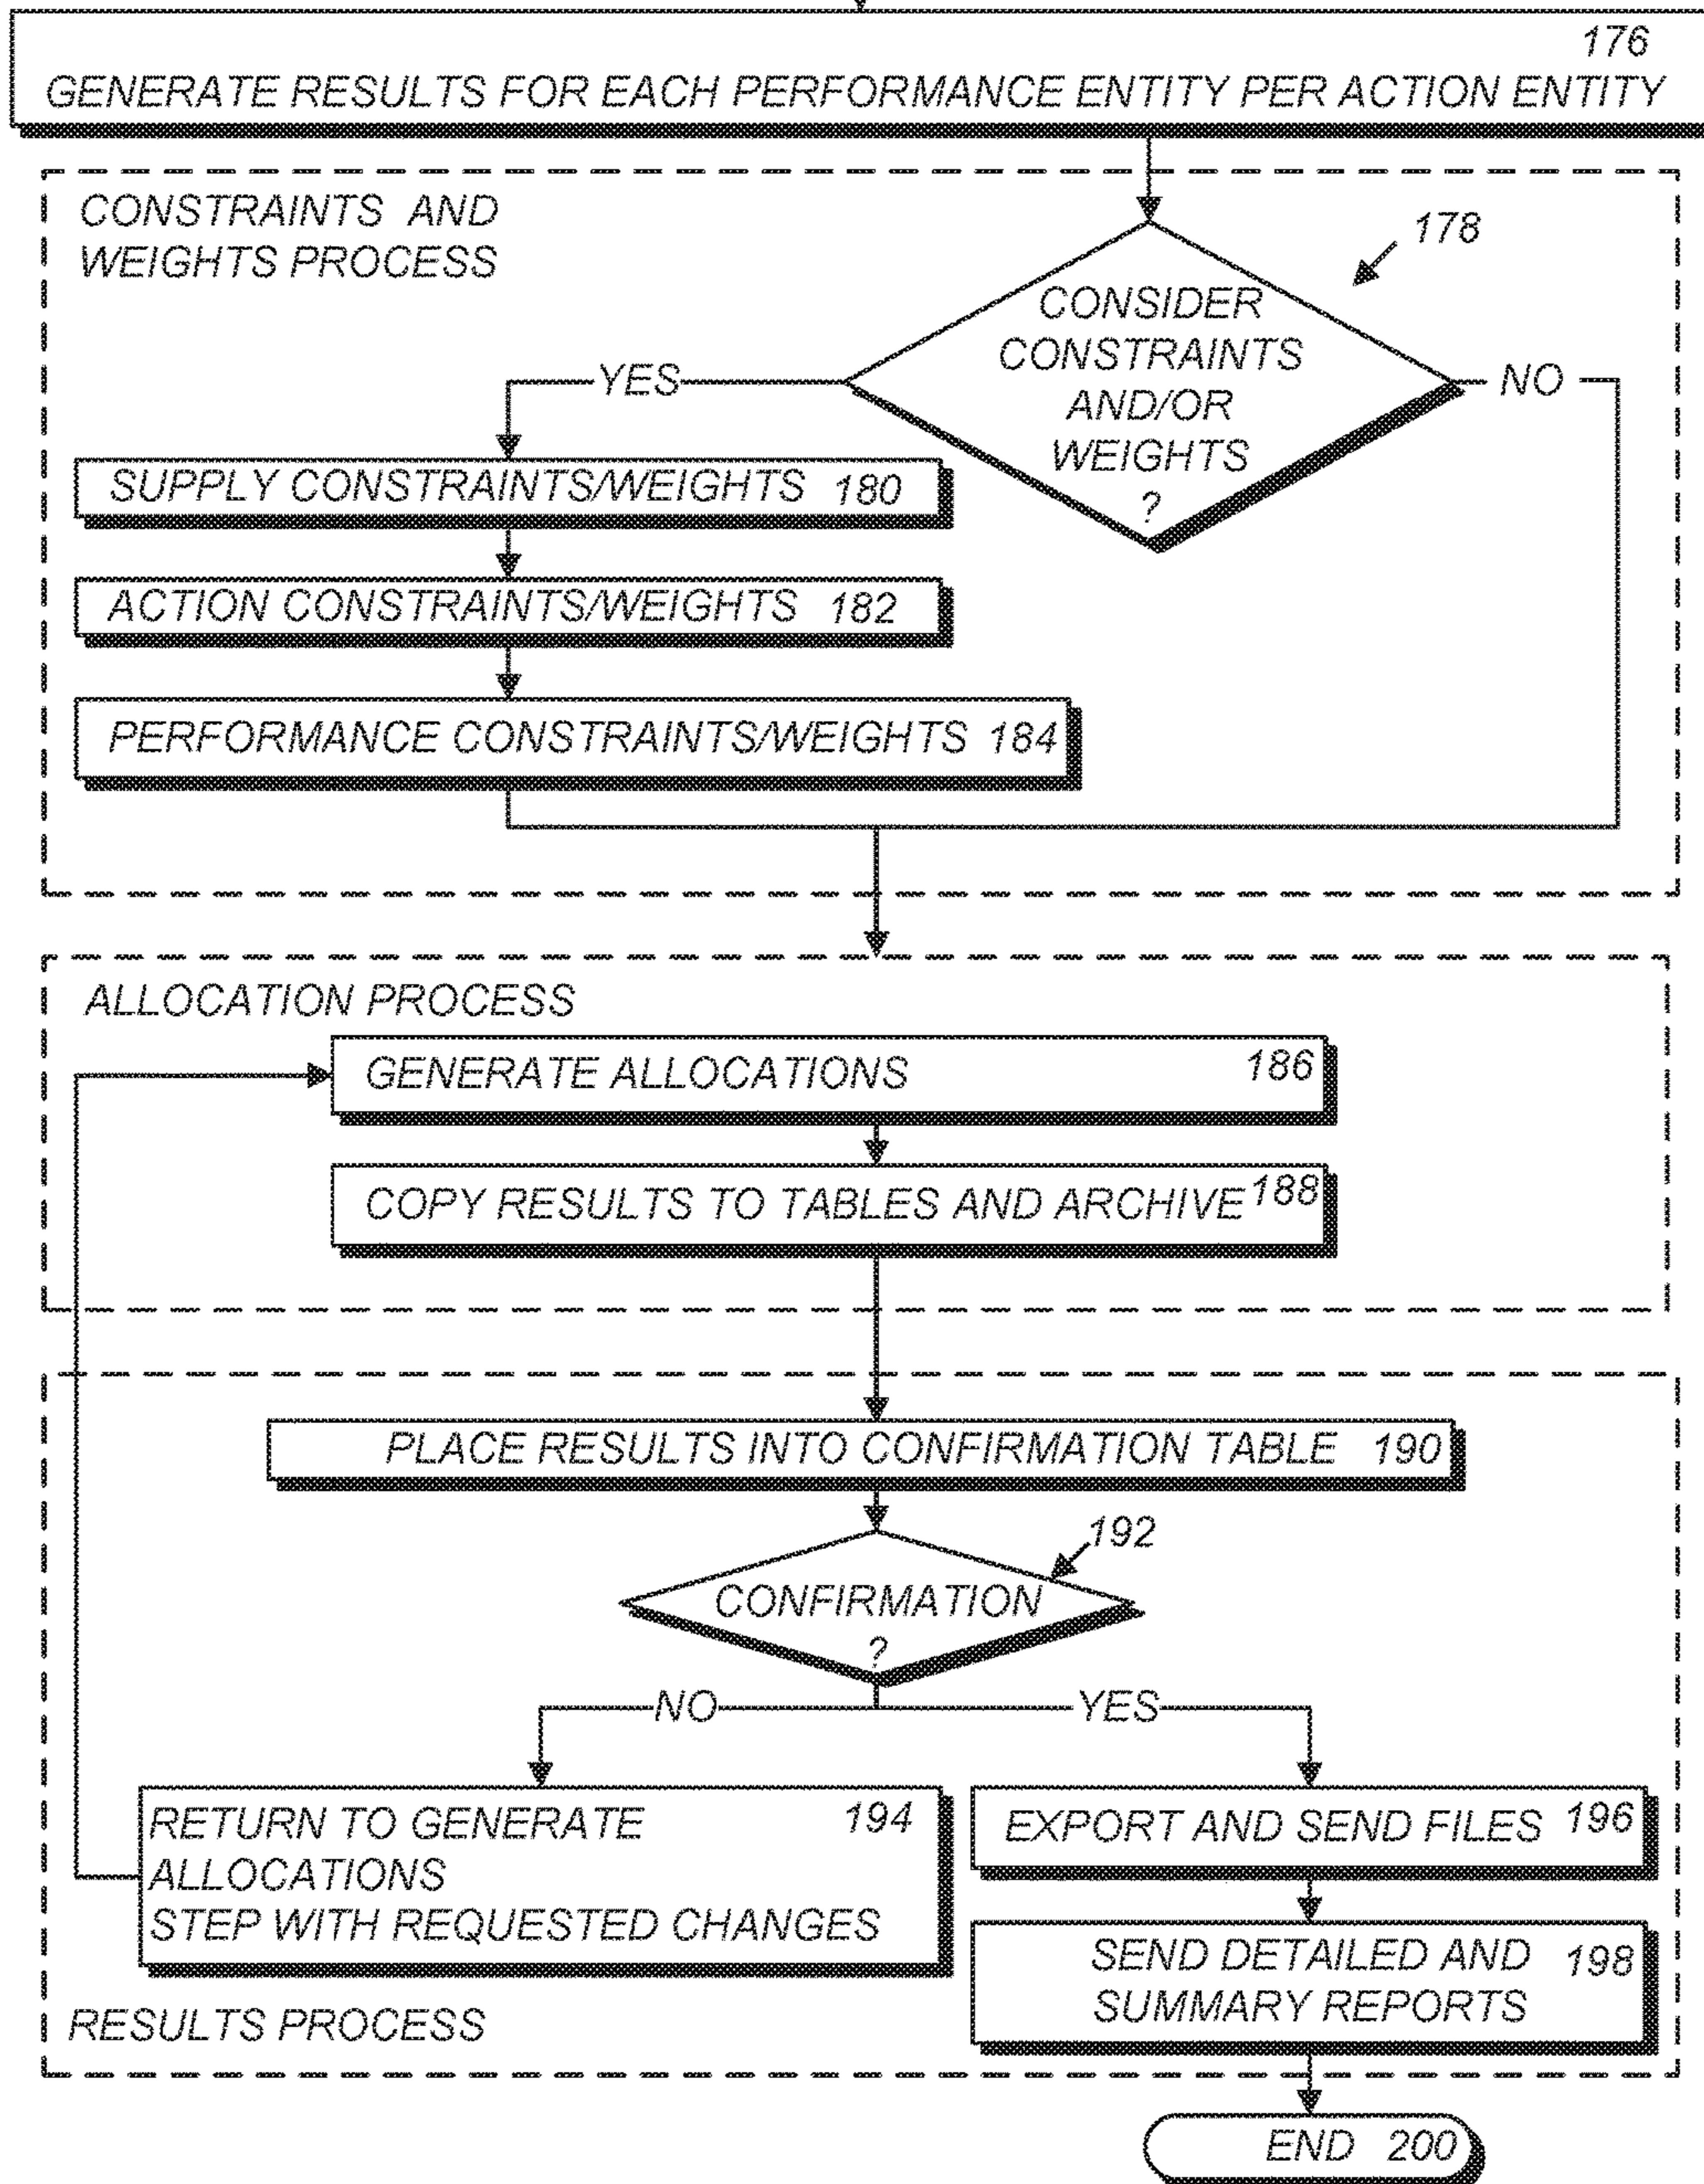 176
GENERATE RESULTS FOR EACH PERFORMANCE ENTITY PER ACTION ENTITY
CONSTRAINTS AND
WEIGHTS PROCESS
178
CONSIDER
CONSTRAINTS
AND/OR
WEIGHTS
?
YES
NO
SUPPLY CONSTRAINTS/WEIGHTS 180
ACTION CONSTRAINTS/WEIGHTS 182
PERFORMANCE CONSTRAINTS/WEIGHTS 184
ALLOCATION PROCESS
GENERATE ALLOCATIONS 186
COPY RESULTS TO TABLES AND ARCHIVE 188
PLACE RESULTS INTO CONFIRMATION TABLE 190
192
CONFIRMATION
?
NO
YES
RETURN TO GENERATE 194
ALLOCATIONS
STEP WITH REQUESTED CHANGES
EXPORT AND SEND FILES 196
SEND DETAILED AND 198
SUMMARY REPORTS
RESULTS PROCESS
END 200